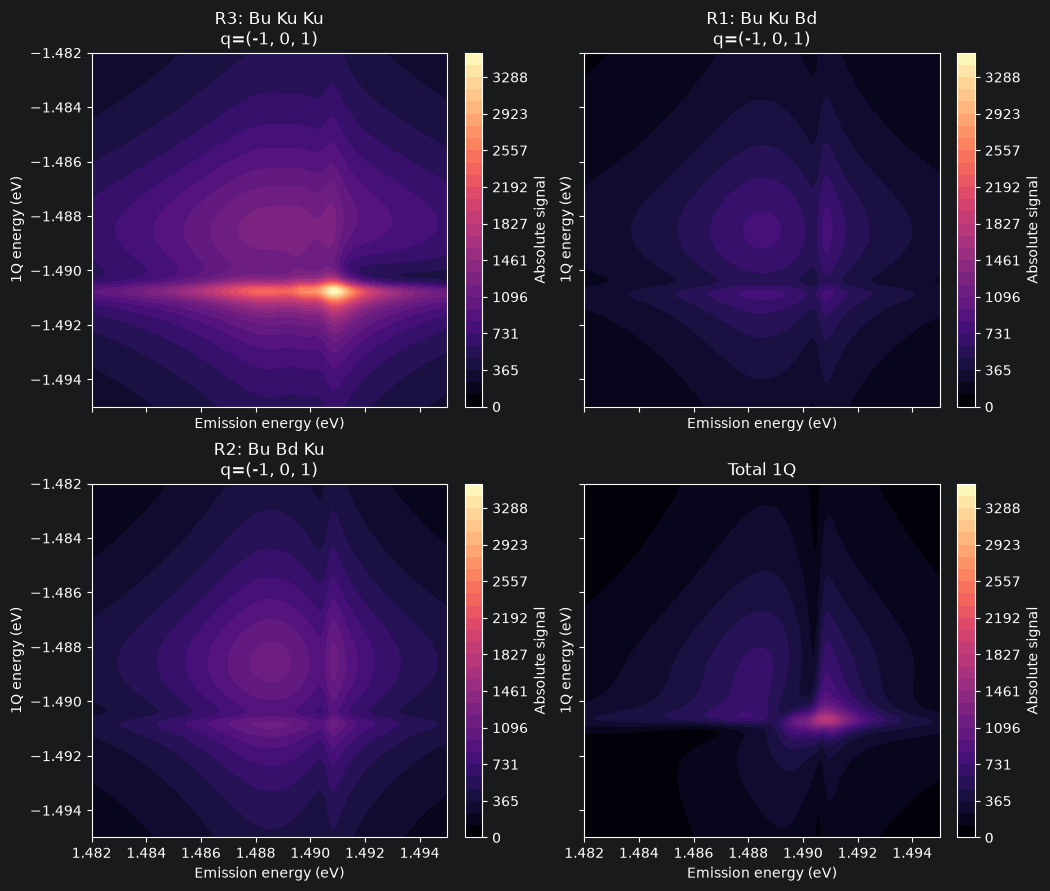 R3: Bu Ku Ku
q=(-1, 0, 1)
−1.482
−1.484
−1.486
−1.488
−1.490
−1.492
−1.494
1Q energy (eV)
Emission energy (eV)
3288
2923
2557
2192
1827
1461
1096
731
365
0
Absolute signal
R1: Bu Ku Bd
q=(-1, 0, 1)
1Q energy (eV)
Emission energy (eV)
3288
2923
2557
2192
1827
1461
1096
731
365
0
Absolute signal
R2: Bu Bd Ku
q=(-1, 0, 1)
−1.482
−1.484
−1.486
−1.488
−1.490
−1.492
−1.494
1Q energy (eV)
1.482 1.484 1.486 1.488 1.490 1.492 1.494
Emission energy (eV)
3288
2923
2557
2192
1827
1461
1096
731
365
0
Absolute signal
Total 1Q
1Q energy (eV)
1.482 1.484 1.486 1.488 1.490 1.492 1.494
Emission energy (eV)
3288
2923
2557
2192
1827
1461
1096
731
365
0
Absolute signal